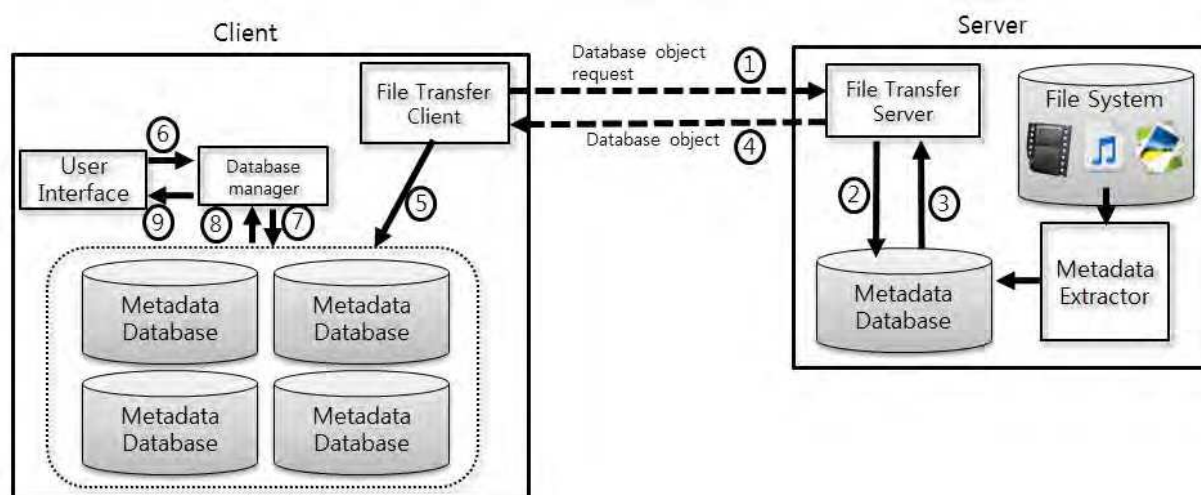 Client
Server
Database object
request
①
File Transfer
Client
File Transfer
Server
File System
Database object
④
⑥
User
Interface
Database
manager
⑨
⑧
⑦
⑤
②
③
Metadata
Extractor
Metadata
Database
Metadata
Database
Metadata
Database
Metadata
Database
Metadata
Database